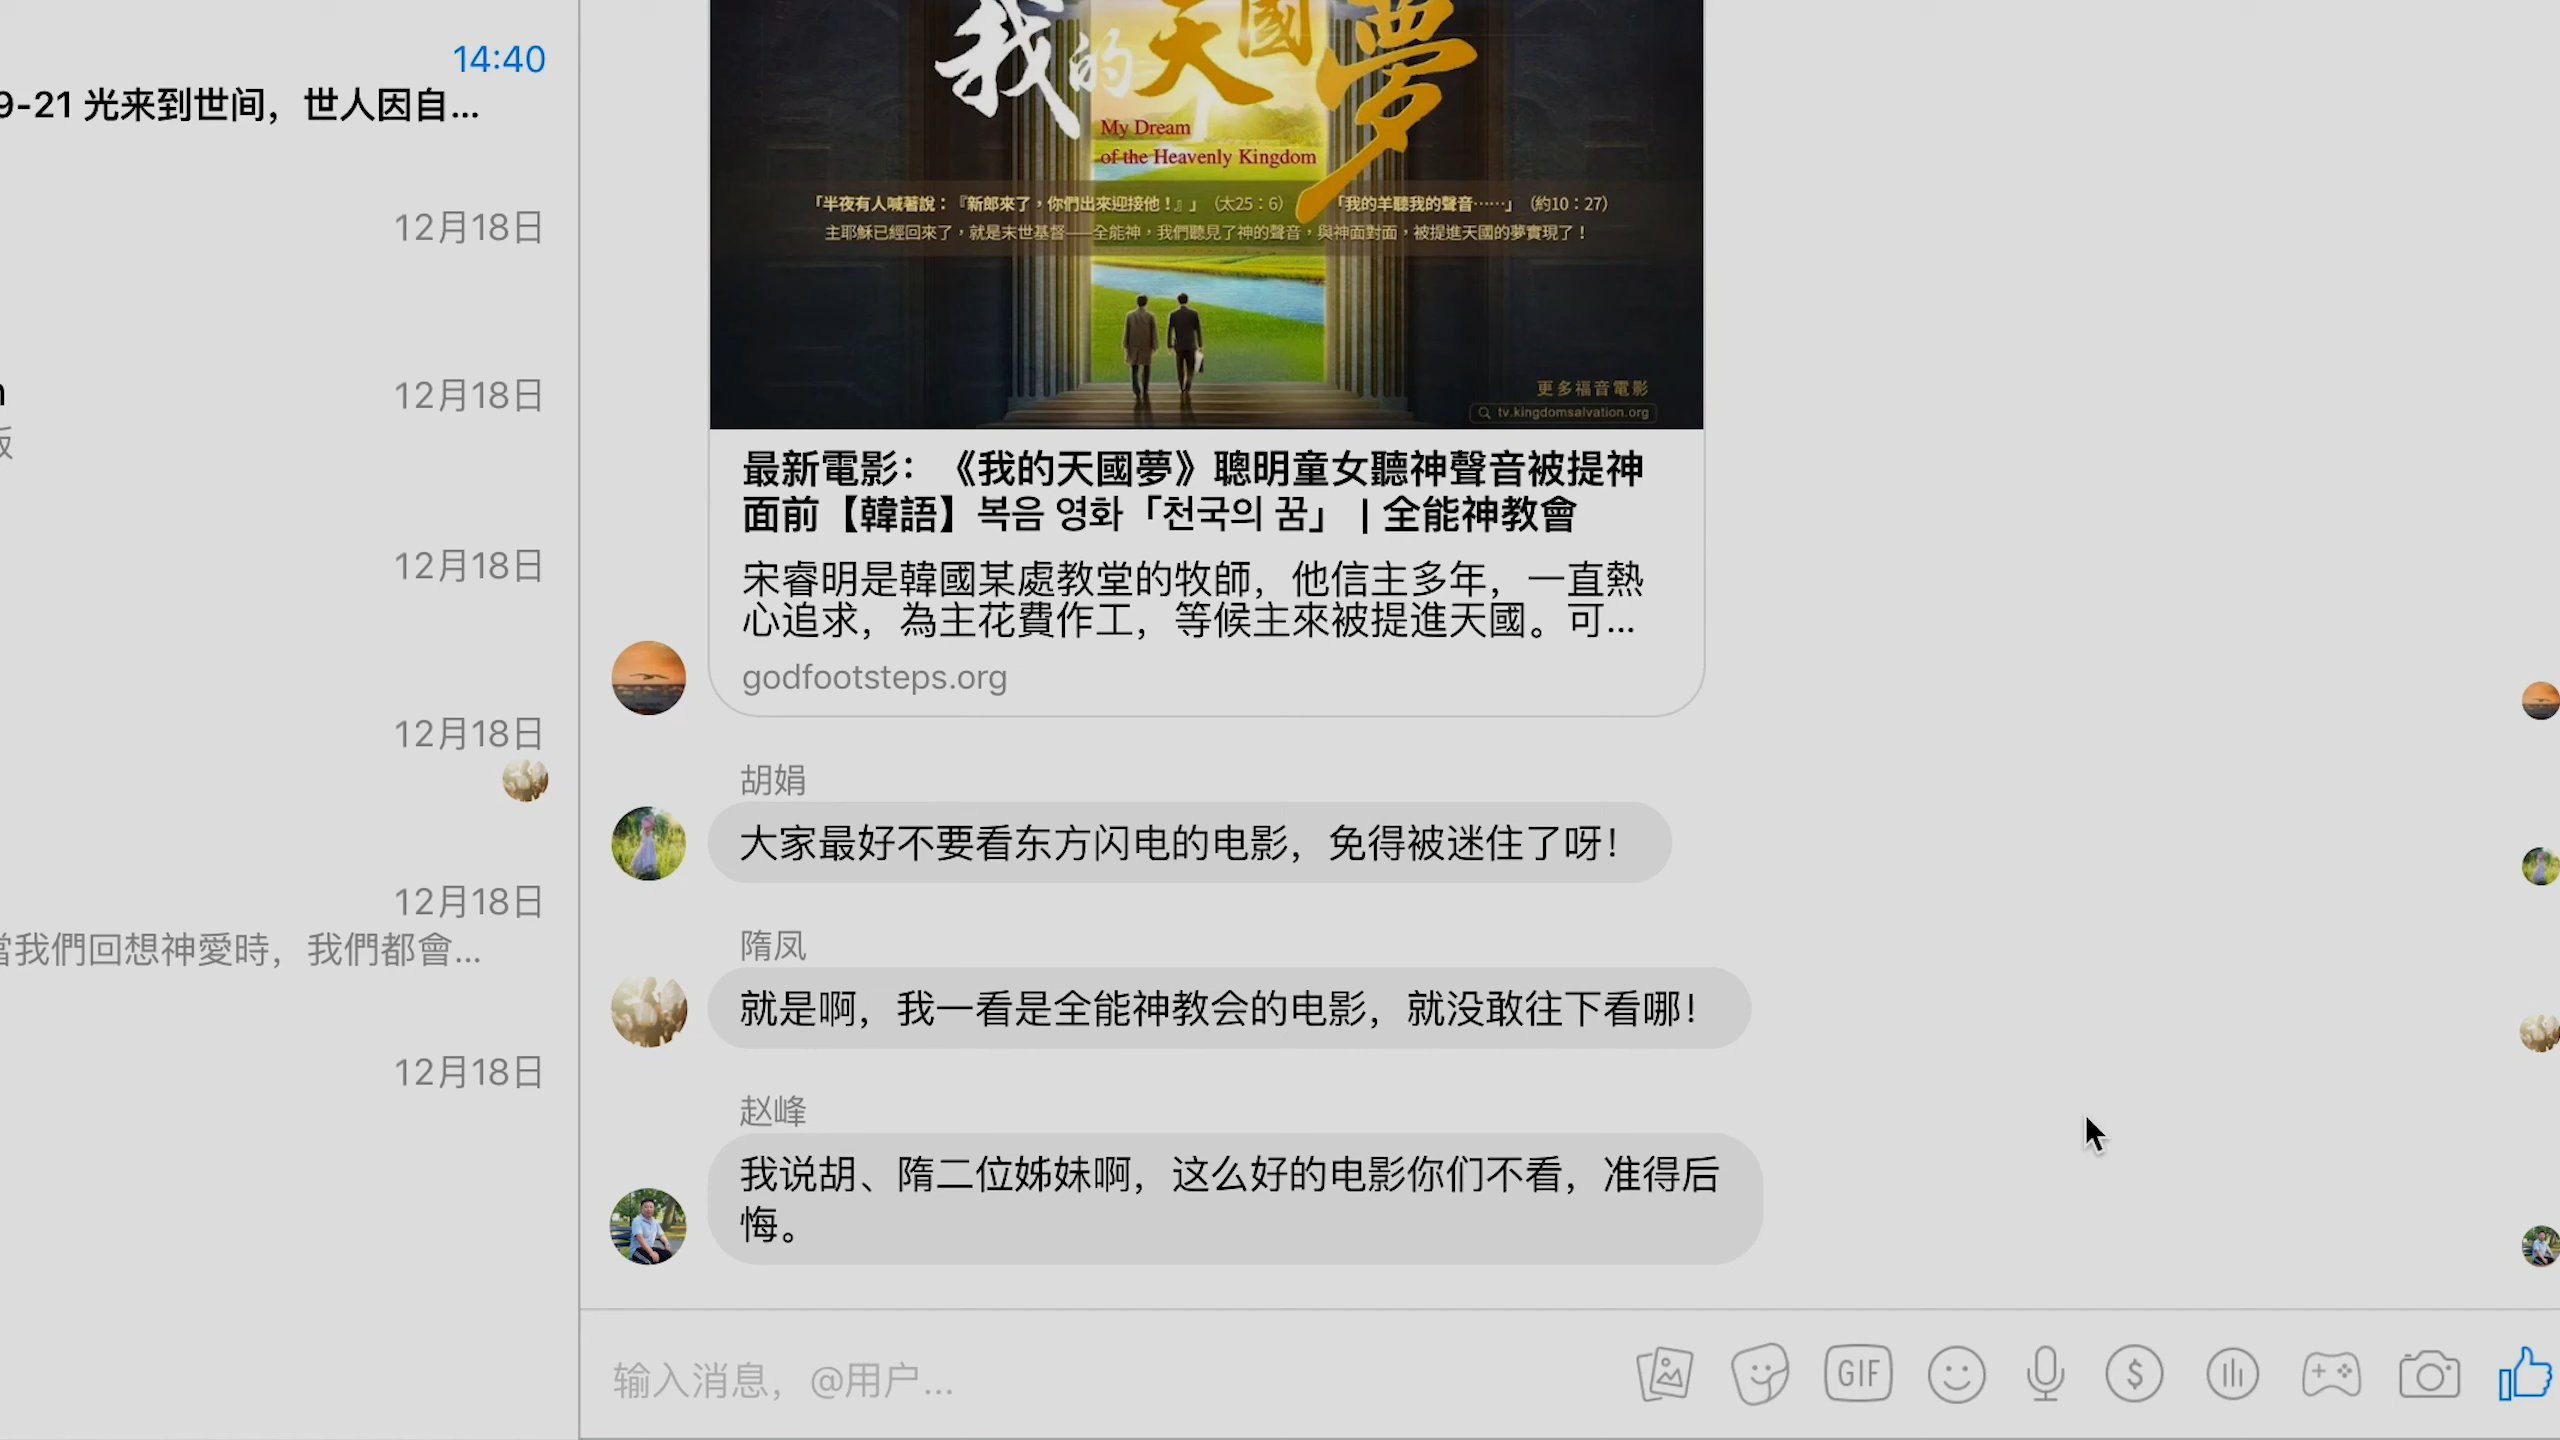 14:40
9-21 光来到世间，世人因自...
12月18日
12月18日
12月18日
12月18日
12月18日
當我們回想神愛時，我們都會...
12月18日
我的天國夢
My Dream
of the Heavenly Kingdom
「半夜有人喊著說：『新郎來了，你們出來迎接他！』」（太25：6） 「我的羊聽我的聲音……」（約10：27）
主耶穌已經回來了，就是末世基督——全能神，我們聽見了神的聲音，與神面對面，被提進天國的夢實現了！
更多福音電影
tv.kingdomsalvation.org
最新電影：《我的天國夢》聰明童女聽神聲音被提神
面前【韓語】복음 영화「천국의 꿈」 | 全能神教會
宋睿明是韓國某處教堂的牧師，他信主多年，一直熱
心追求，為主花費作工，等候主來被提進天國。可...
godfootsteps.org
胡娟
大家最好不要看东方闪电的电影，免得被迷住了呀！
隋凤
就是啊，我一看是全能神教会的电影，就没敢往下看哪！
赵峰
我说胡、隋二位姊妹啊，这么好的电影你们不看，准得后
悔。
输入消息，@用户...
GIF